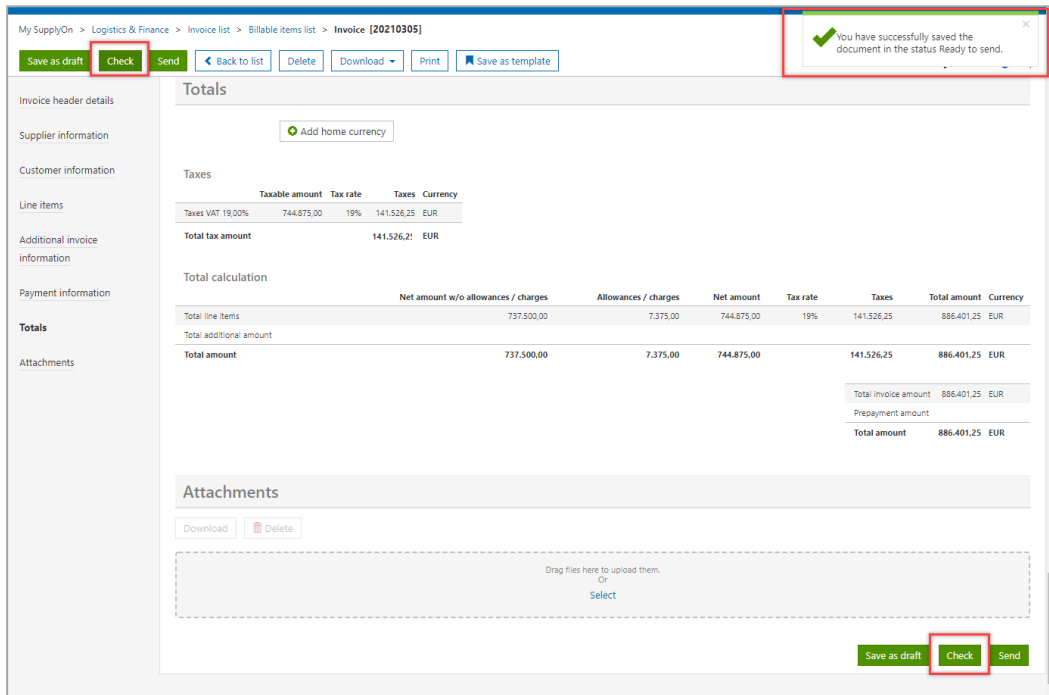 My SupplyOn > Logistics & Finance > Invoice list > Billable items list > Invoice [20210305]
You have successfully saved the
document in the status Ready to send.
Save as draft Check Send Back to list Delete Download Print Save as template
Invoice header details
Supplier information
Customer information
Line items
Additional invoice
information
Payment information
Totals
Attachments
Totals
Add home currency
Taxes
Taxable amount Tax rate Taxes Currency
Taxes VAT 19,00% 744.875,00 19% 141.526,25 EUR
Total tax amount 141.526,2 EUR
Total calculation
Net amount w/o allowances / charges Allowances / charges Net amount Tax rate Taxes Total amount Currency
Total line items 737.500,00 7.375,00 744.875,00 19% 141.526,25 886.401,25 EUR
Total additional amount
Total amount 737.500,00 7.375,00 744.875,00 141.526,25 886.401,25 EUR
Total invoice amount 886.401,25 EUR
Prepayment amount
Total amount 886.401,25 EUR
Attachments
Download Delete
Drag files here to upload them.
Or
Select
Save as draft Check Send